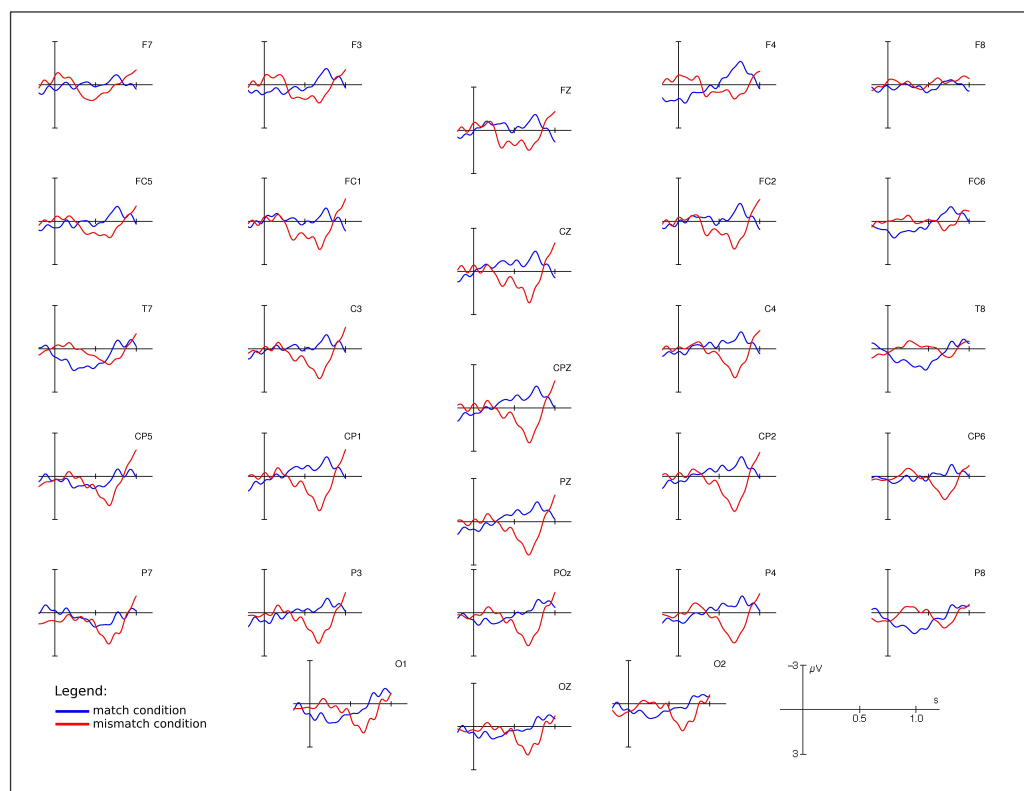 F7
F3
F4
F8
FZ
FC5
FC1
FC2
FC6
CZ
T7
C3
C4
T8
CPZ
CP5
CP1
CP2
CP6
PZ
P7
P3
POz
P4
P8
O1
O2
OZ
Legend:
match condition
mismatch condition
–3
μV
s
0.5
1.0
3